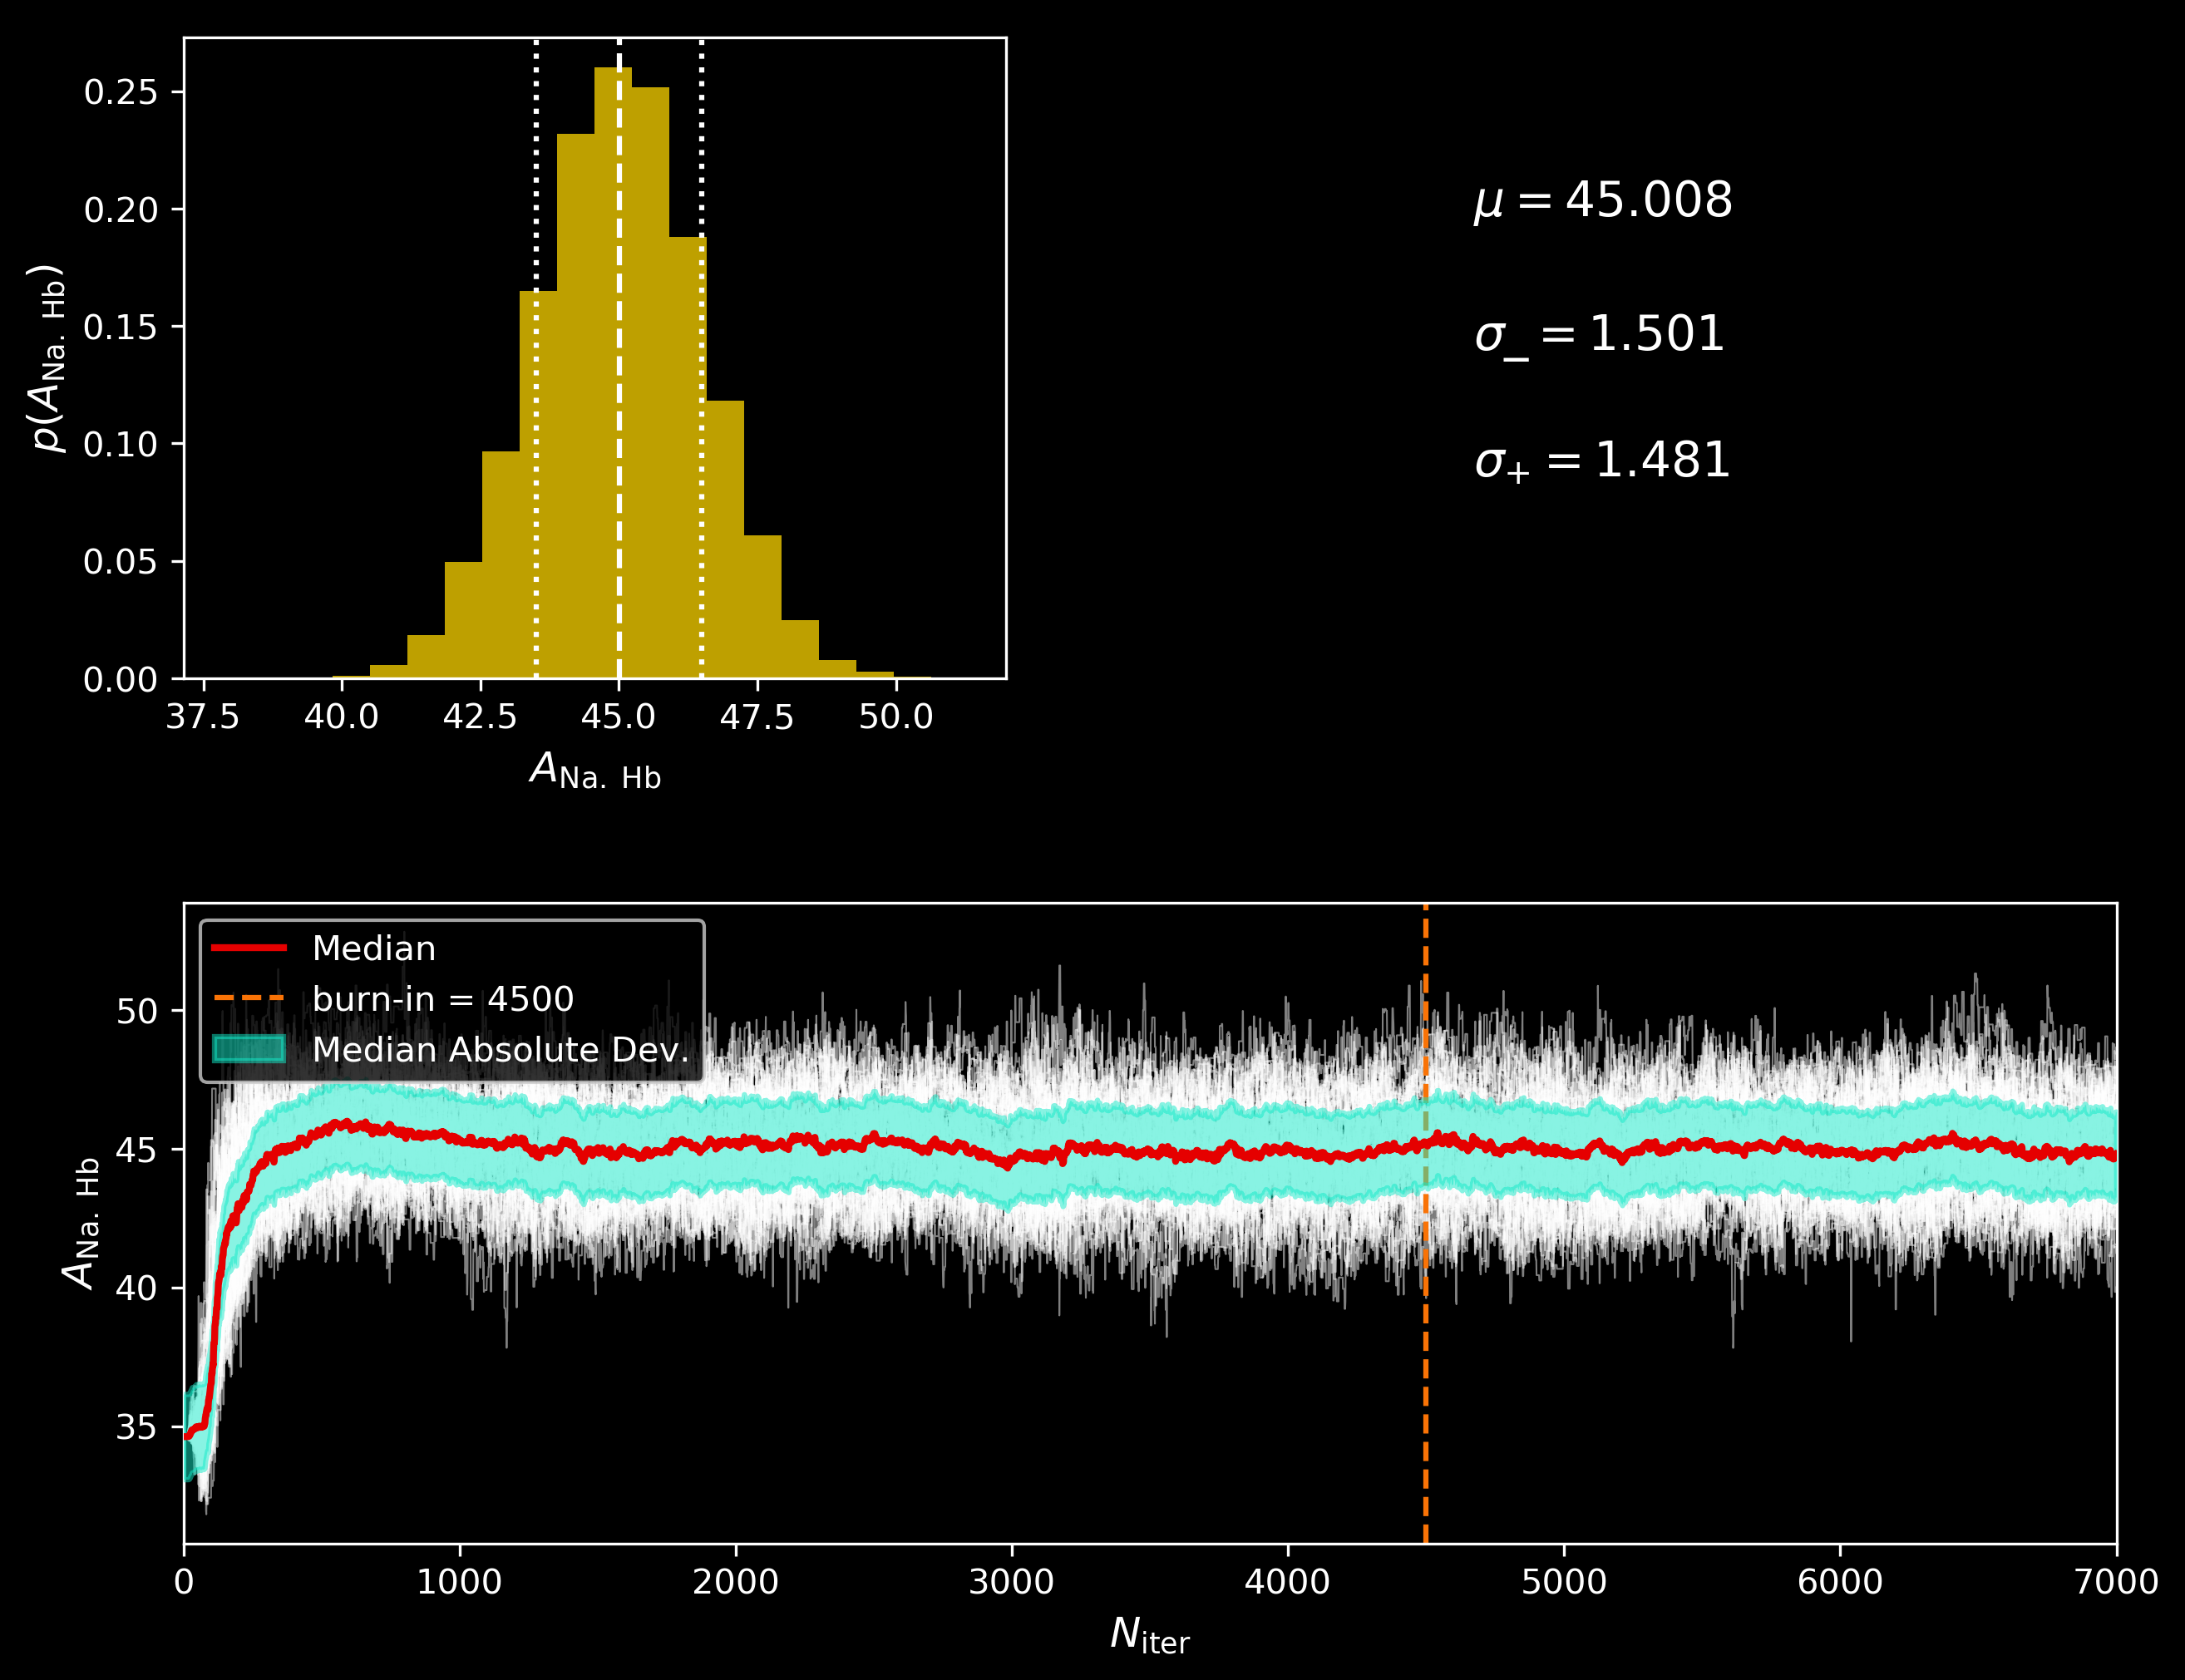 0.25
0.20
0.15
0.10
0.05
0.00
p(A_Na. Hb)
37.5 40.0 42.5 45.0 47.5 50.0
A_Na. Hb
μ = 45.008
σ_− = 1.501
σ_+ = 1.481
Median
burn-in = 4500
Median Absolute Dev.
50
45
40
35
A_Na. Hb
0 1000 2000 3000 4000 5000 6000 7000
N_iter